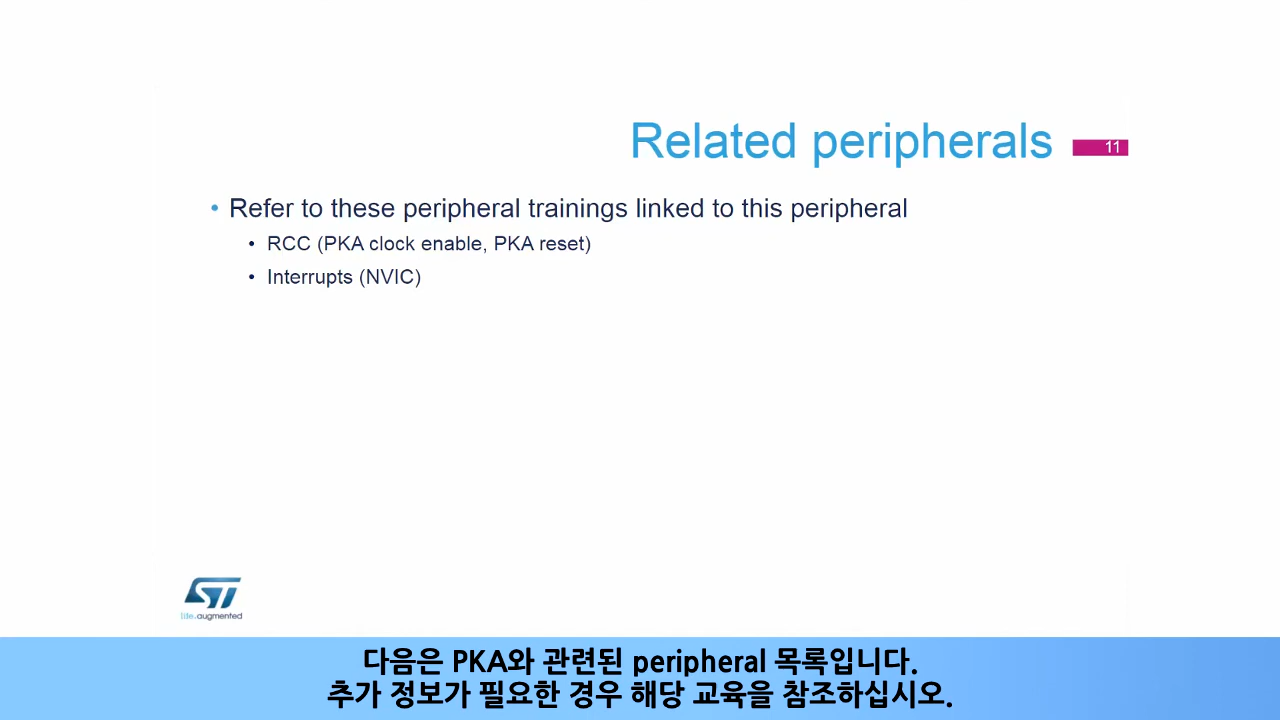 Related peripherals
11
• Refer to these peripheral trainings linked to this peripheral
• RCC (PKA clock enable, PKA reset)
• Interrupts (NVIC)
ST
life.augmented
다음은 PKA와 관련된 peripheral 목록입니다.
추가 정보가 필요한 경우 해당 교육을 참조하십시오.